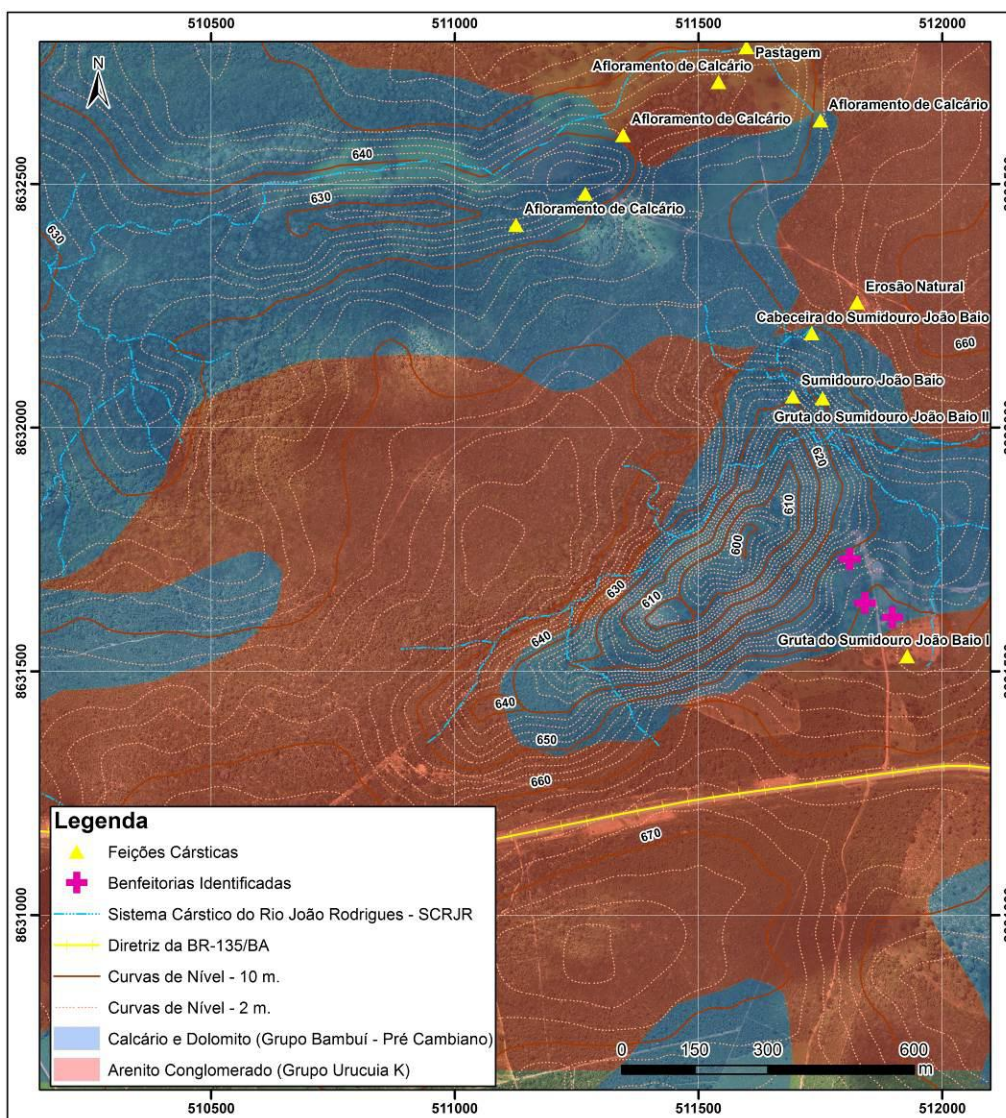 510500 511000 511500 512000
N
Pastagem
Afloramento de Calcário
Afloramento de Calcário
Afloramento de Calcário
640
8632500
630
Afloramento de Calcário
630
Erosão Natural
Cabeceira do Sumidouro João Baio
660
Sumidouro João Baio
Gruta do Sumidouro João Baio II
8632000
620
610
600
630
610
Gruta do Sumidouro João Baio I
640
8631500
640
650
660
670
Legenda
Feições Cársticas
Benfeitorias Identificadas
Sistema Cárstico do Rio João Rodrigues - SCRJR
Diretriz da BR-135/BA
Curvas de Nível - 10 m.
Curvas de Nível - 2 m.
Calcário e Dolomito (Grupo Bambuí - Pré Cambiano)
Arenito Conglomerado (Grupo Urucuia K)
8631000
0 150 300 600
m
510500 511000 511500 512000